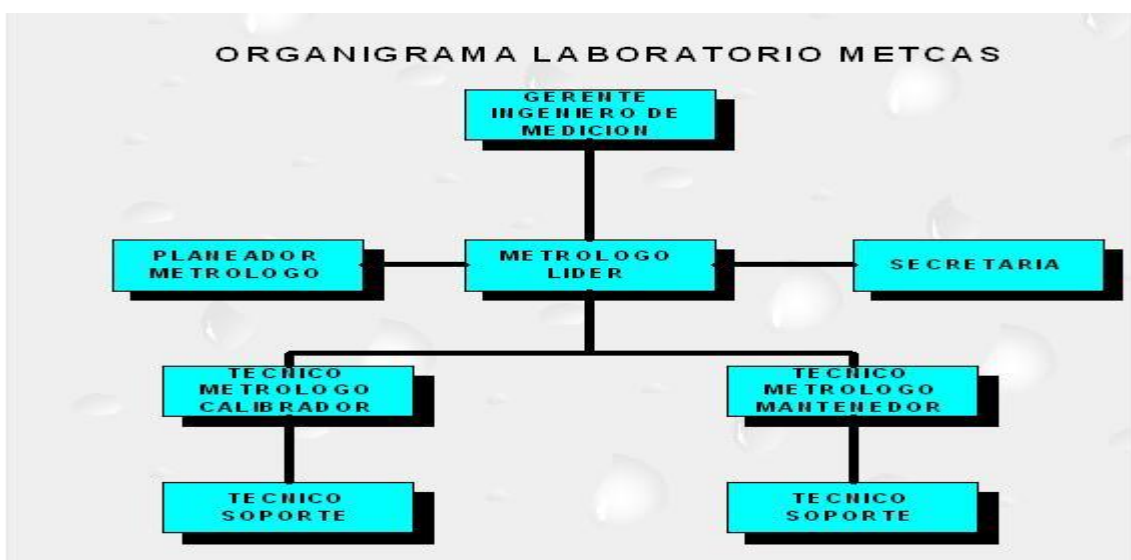 ORGANIGRAMA LABORATORIO METCAS
GERENTE
INGENIERO DE
MEDICION
PLANEADOR
METROLOGO
METROLOGO
LIDER
SECRETARIA
TECNICO
METROLOGO
CALIBRADOR
TECNICO
METROLOGO
MANTENEDOR
TECNICO
SOPORTE
TECNICO
SOPORTE